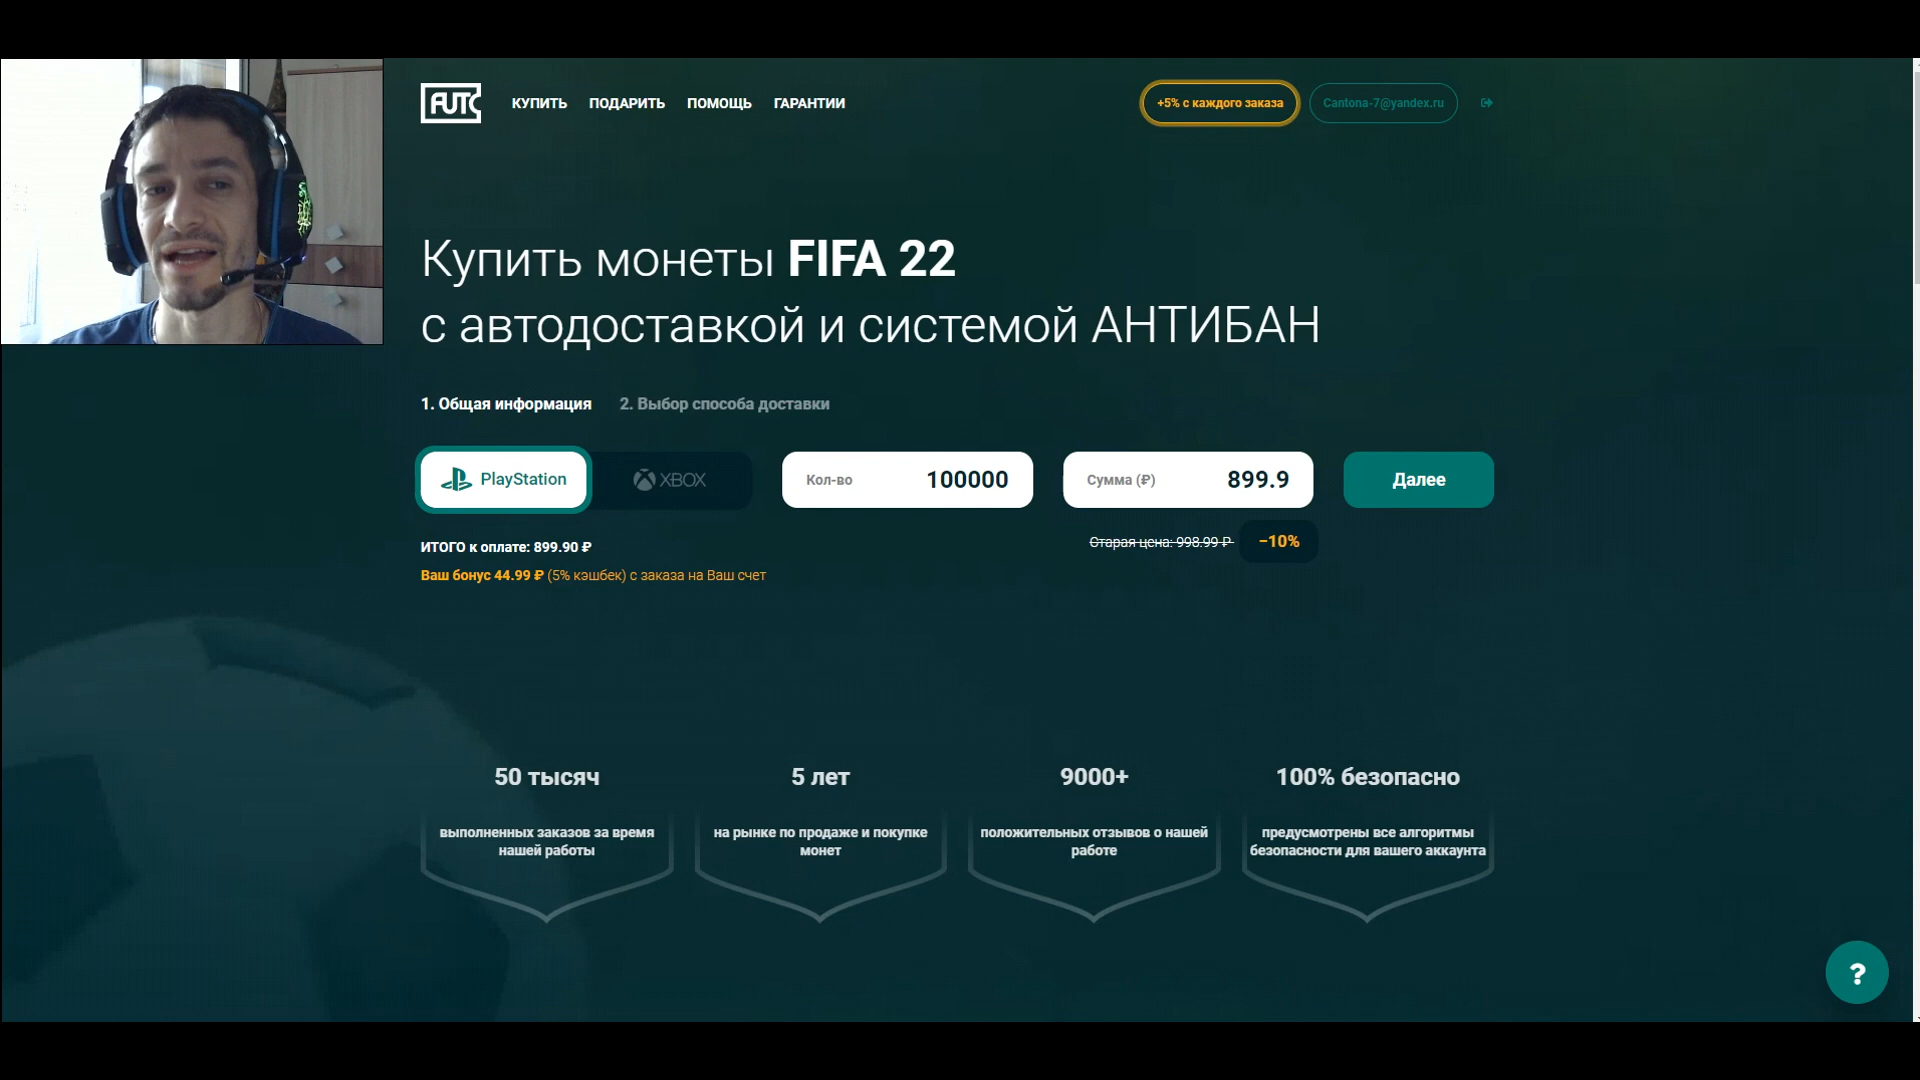 FUTC
КУПИТЬ ПОДАРИТЬ ПОМОЩЬ ГАРАНТИИ
+5% с каждого заказа
Cantona-7@yandex.ru
Купить монеты FIFA 22
с автодоставкой и системой АНТИБАН
1. Общая информация 2. Выбор способа доставки
PlayStation XBOX Кол-во 100000 Сумма (₽) 899.9 Далее
ИТОГО к оплате: 899.90 ₽
Старая цена: 998.99 ₽ −10%
Ваш бонус 44.99 ₽ (5% кэшбек) с заказа на Ваш счет
50 тысяч
выполненных заказов за время
нашей работы
5 лет
на рынке по продаже и покупке
монет
9000+
положительных отзывов о нашей
работе
100% безопасно
предусмотрены все алгоритмы
безопасности для вашего аккаунта
?